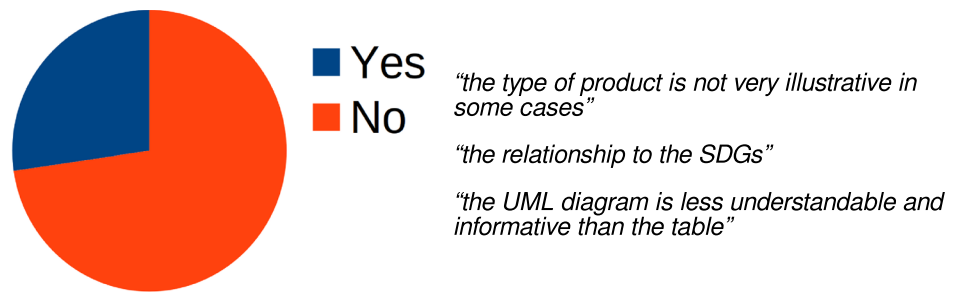 Yes
No
“the type of product is not very illustrative in
some cases”
“the relationship to the SDGs”
“the UML diagram is less understandable and
informative than the table”